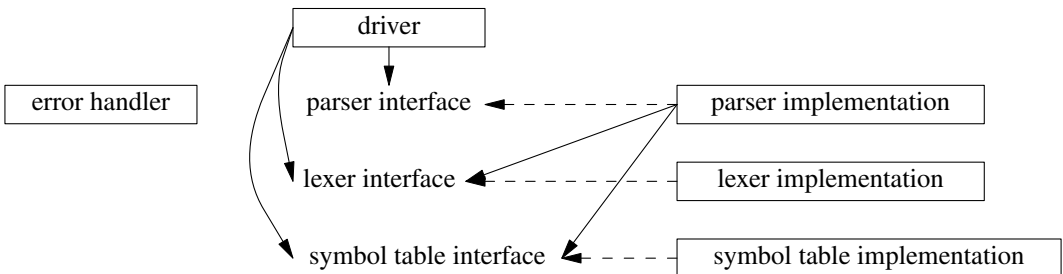 driver
error handler
parser interface
parser implementation
lexer interface
lexer implementation
symbol table interface
symbol table implementation